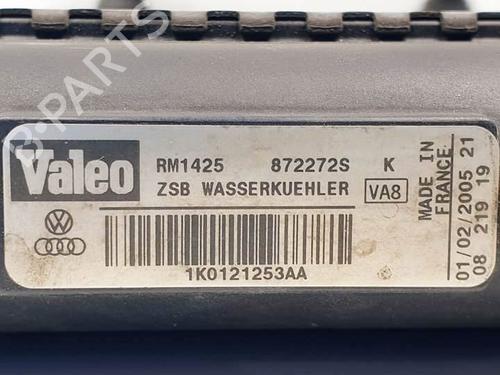 B-Parts
Valeo
RM1425 872272S K
ZSB WASSERKUEHLER VA8
1K0121253AA
MADE IN
FRANCE
01/02/2005 21
08 219 19